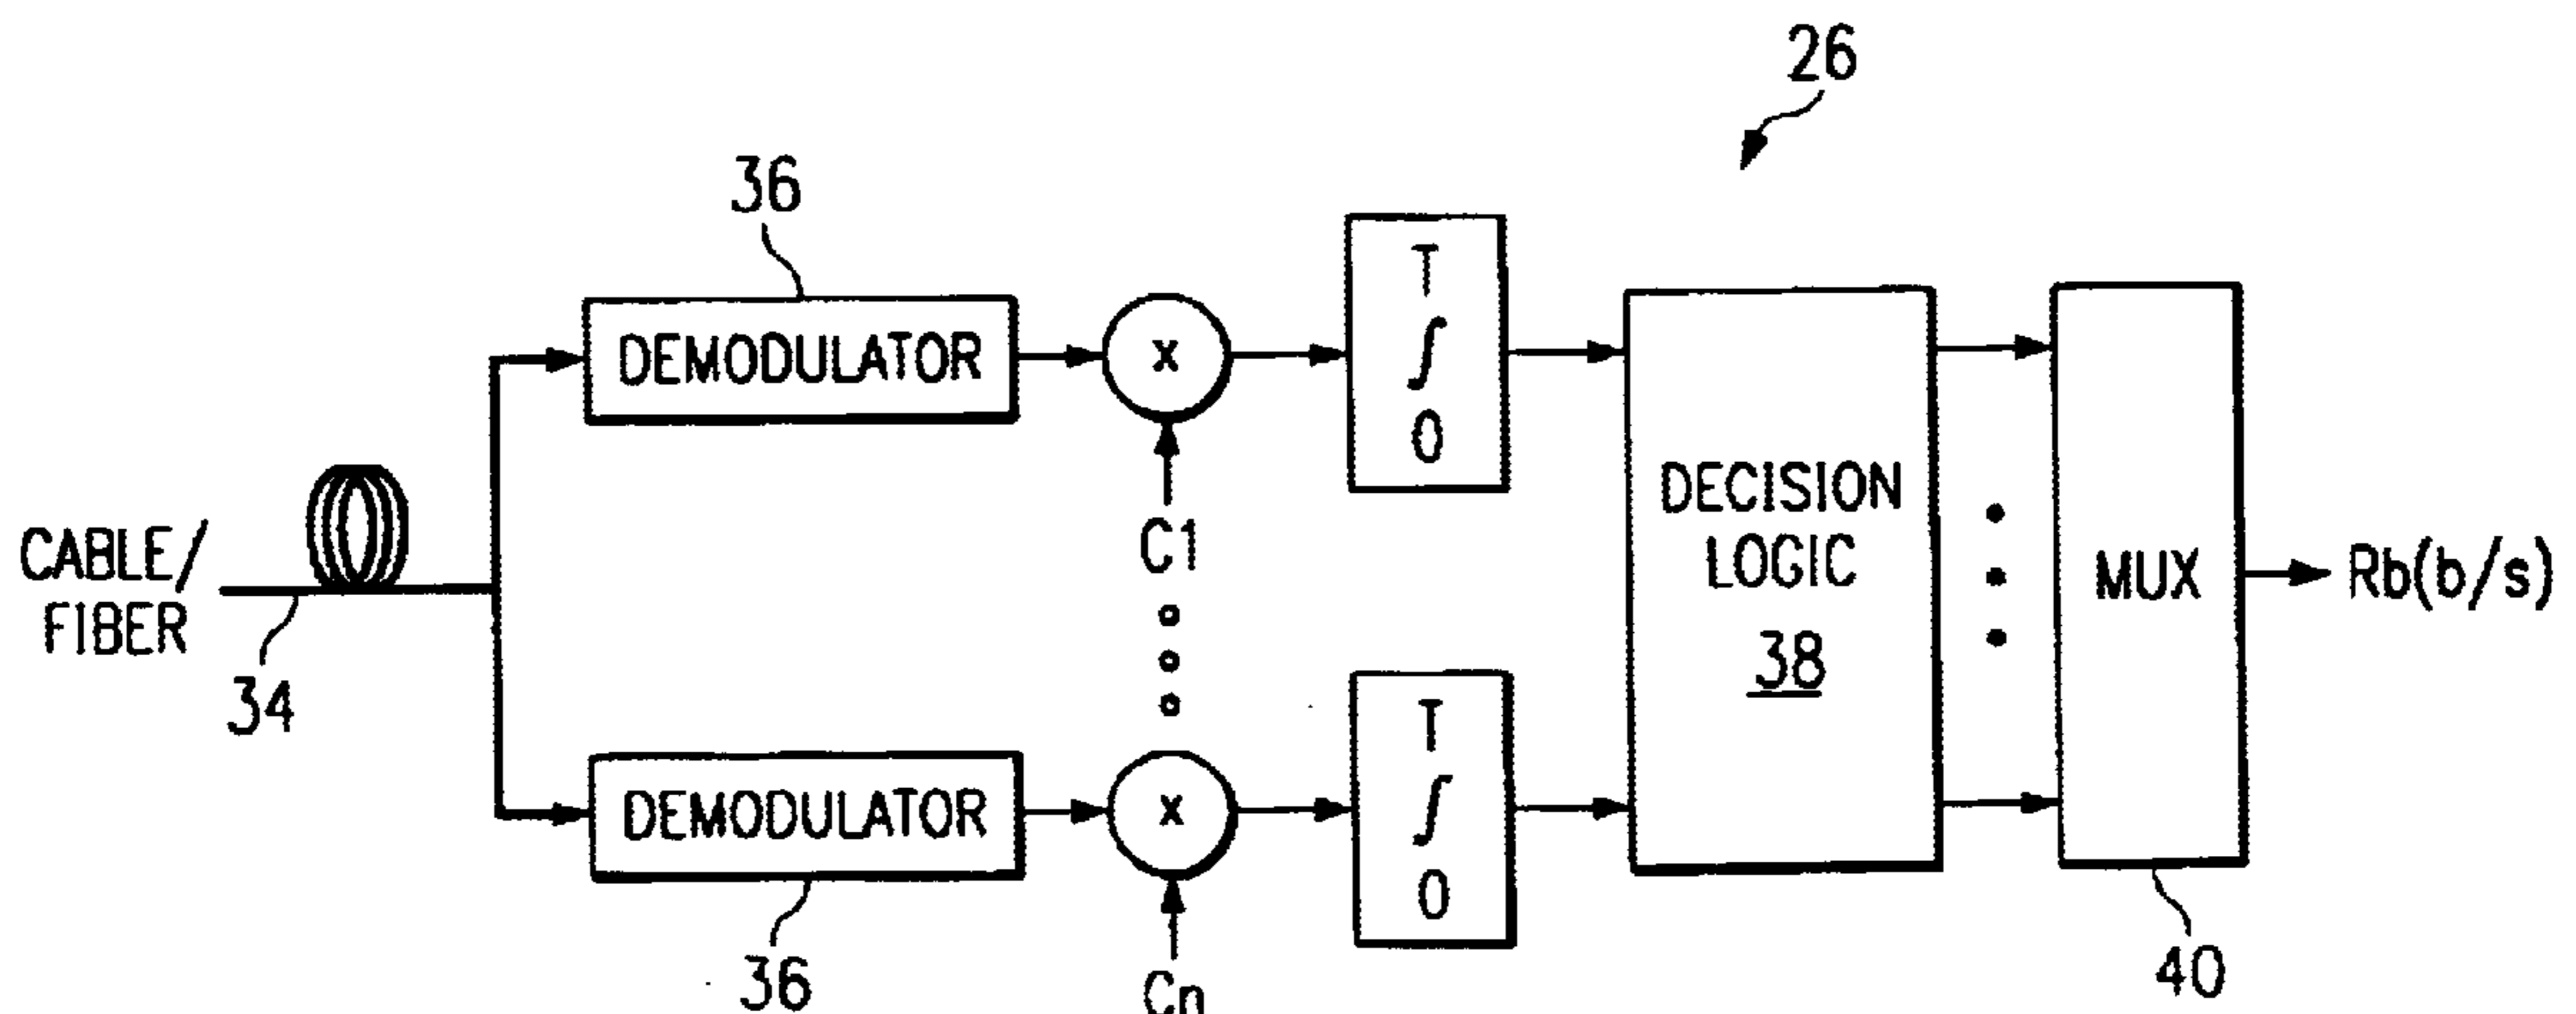 26
36
DEMODULATOR
x
T
∫
0
C1
CABLE/
FIBER
34
DECISION
LOGIC
38
MUX
Rb(b/s)
40
DEMODULATOR
36
x
Cn
T
∫
0